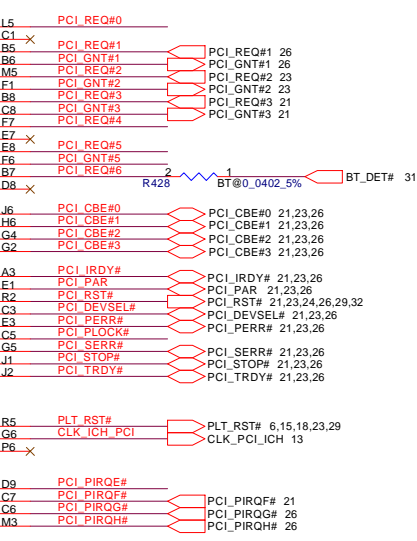 L5 PCI_REQ#0
C1
B5 PCI_REQ#1 PCI_REQ#1 26
B6 PCI_GNT#1 PCI_GNT#1 26
M5 PCI_REQ#2 PCI_REQ#2 23
F1 PCI_GNT#2 PCI_GNT#2 23
B8 PCI_REQ#3 PCI_REQ#3 21
C8 PCI_GNT#3 PCI_GNT#3 21
F7 PCI_REQ#4
E7
E8 PCI_REQ#5
F6 PCI_GNT#5
B7 PCI_REQ#6 2 1 BT_DET# 31
D8 R428 BT@0_0402_5%
J6 PCI_CBE#0 PCI_CBE#0 21,23,26
H6 PCI_CBE#1 PCI_CBE#1 21,23,26
G4 PCI_CBE#2 PCI_CBE#2 21,23,26
G2 PCI_CBE#3 PCI_CBE#3 21,23,26
A3 PCI_IRDY# PCI_IRDY# 21,23,26
E1 PCI_PAR PCI_PAR 21,23,26
R2 PCI_RST# PCI_RST# 21,23,24,26,29,32
C3 PCI_DEVSEL# PCI_DEVSEL# 21,23,26
E3 PCI_PERR# PCI_PERR# 21,23,26
C5 PCI_PLOCK#
G5 PCI_SERR# PCI_SERR# 21,23,26
J1 PCI_STOP# PCI_STOP# 21,23,26
J2 PCI_TRDY# PCI_TRDY# 21,23,26
R5 PLT_RST# PLT_RST# 6,15,18,23,29
G6 CLK_ICH_PCI CLK_PCI_ICH 13
P6
D9 PCI_PIRQE#
C7 PCI_PIRQF# PCI_PIRQF# 21
C6 PCI_PIRQG# PCI_PIRQG# 26
M3 PCI_PIRQH# PCI_PIRQH# 26